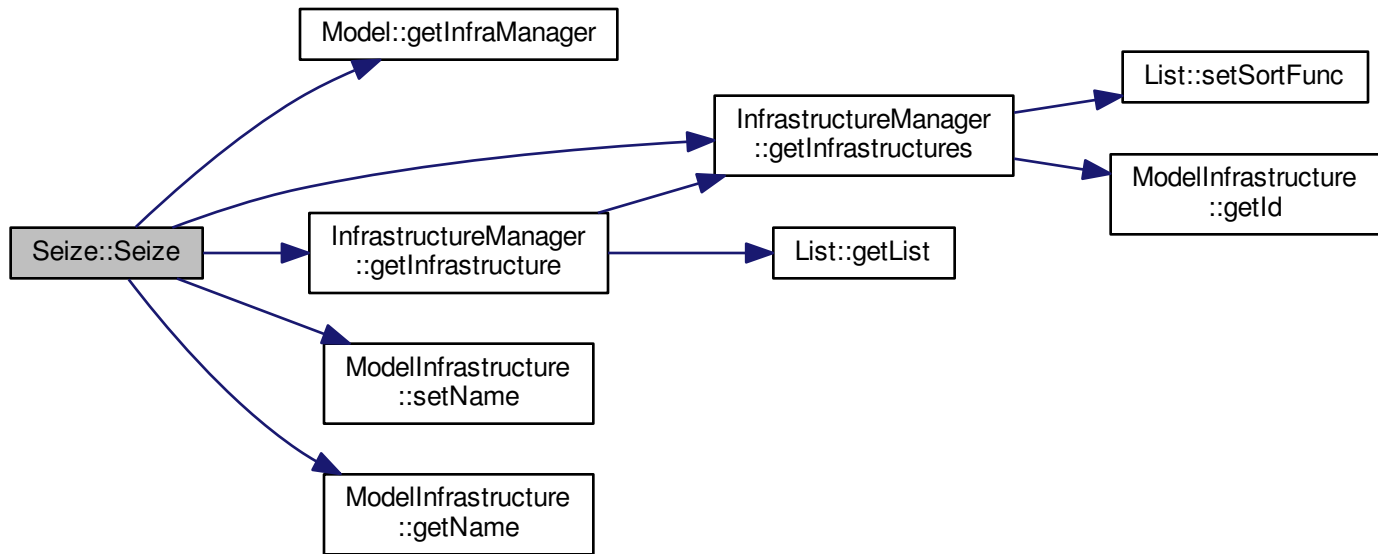 Model::getInfraManager
List::setSortFunc
InfrastructureManager
::getInfrastructures
ModelInfrastructure
::getId
Seize::Seize
InfrastructureManager
::getInfrastructure
List::getList
ModelInfrastructure
::setName
ModelInfrastructure
::getName